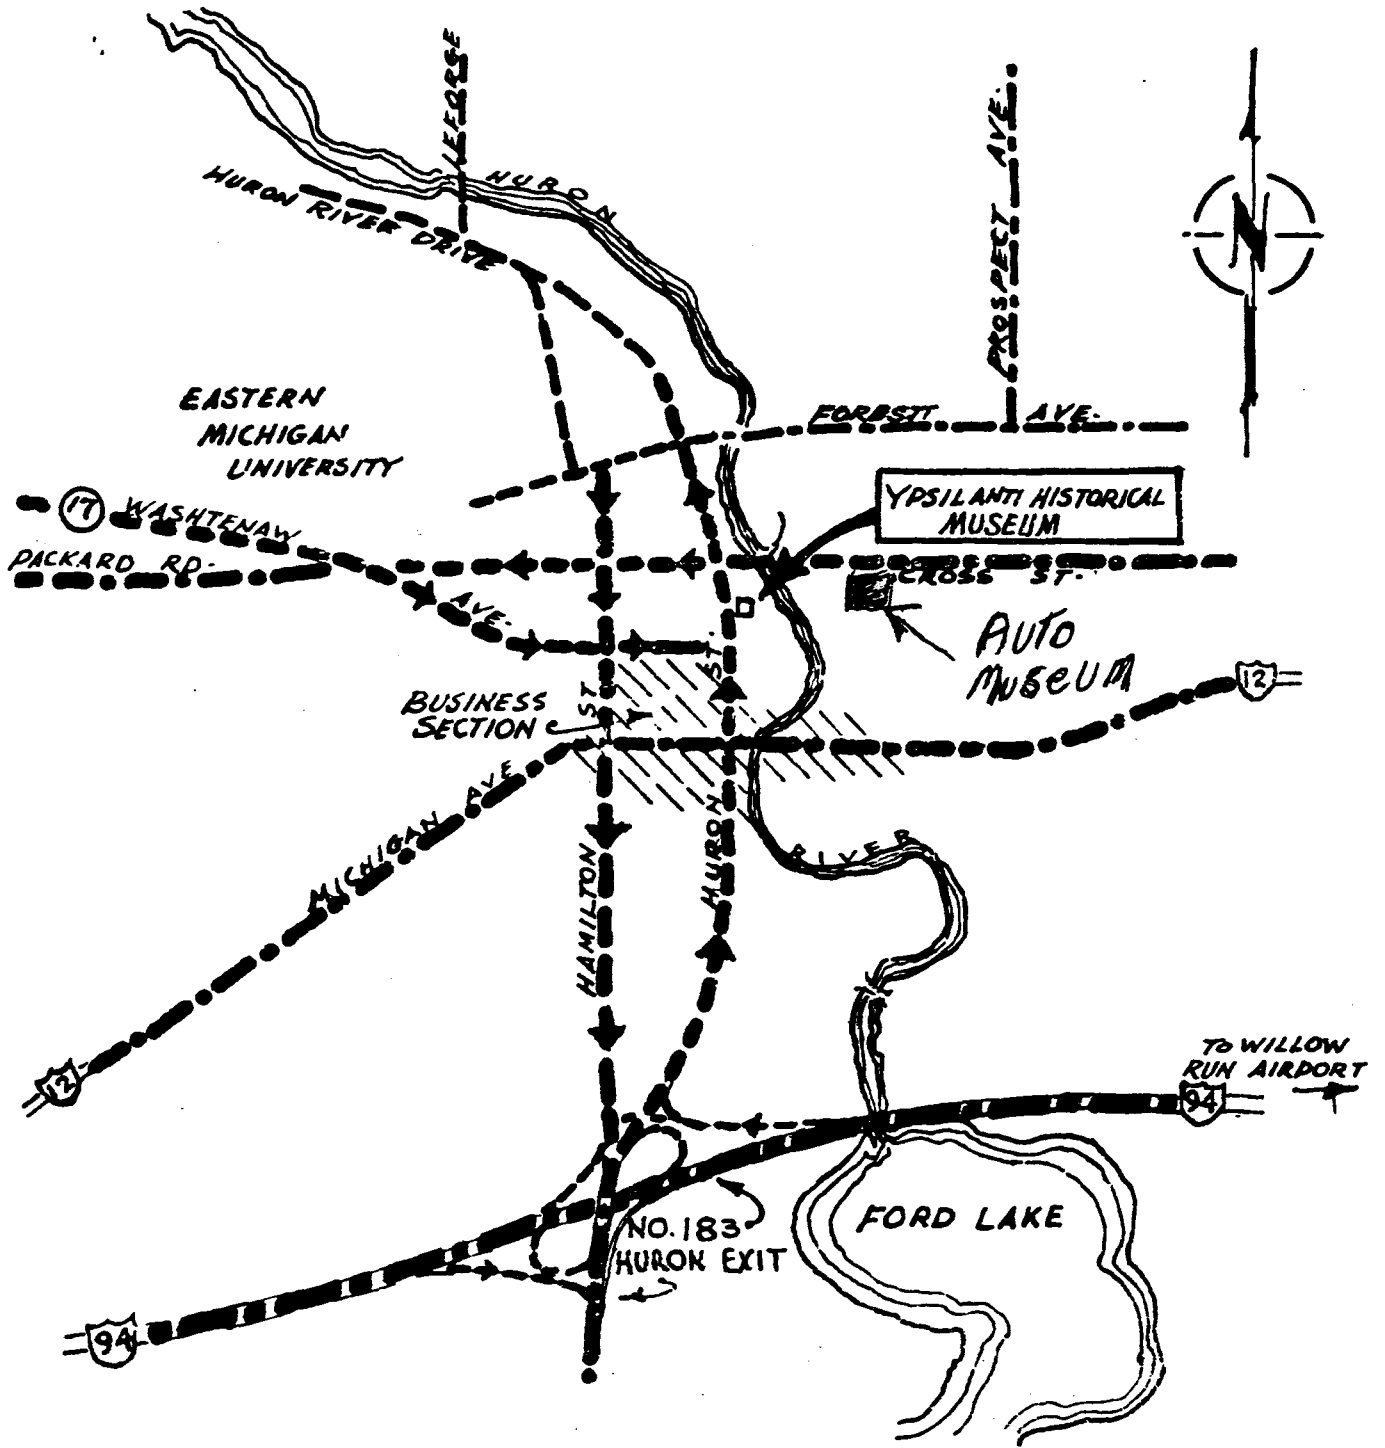 LEFORGE
HURON
HURON RIVER DRIVE
PROSPECT AVE.
N
EASTERN
MICHIGAN
UNIVERSITY
FOREST AVE.
17 WASHTENAW
AVE.
PACKARD RD.
YPSILANTI HISTORICAL
MUSEUM
CROSS ST.
AUTO
MUSEUM
12
BUSINESS
SECTION
HAMILTON ST
HURON ST.
MICHIGAN AVE
RIVER
12
TO WILLOW
RUN AIRPORT
94
FORD LAKE
NO. 183
HURON EXIT
94